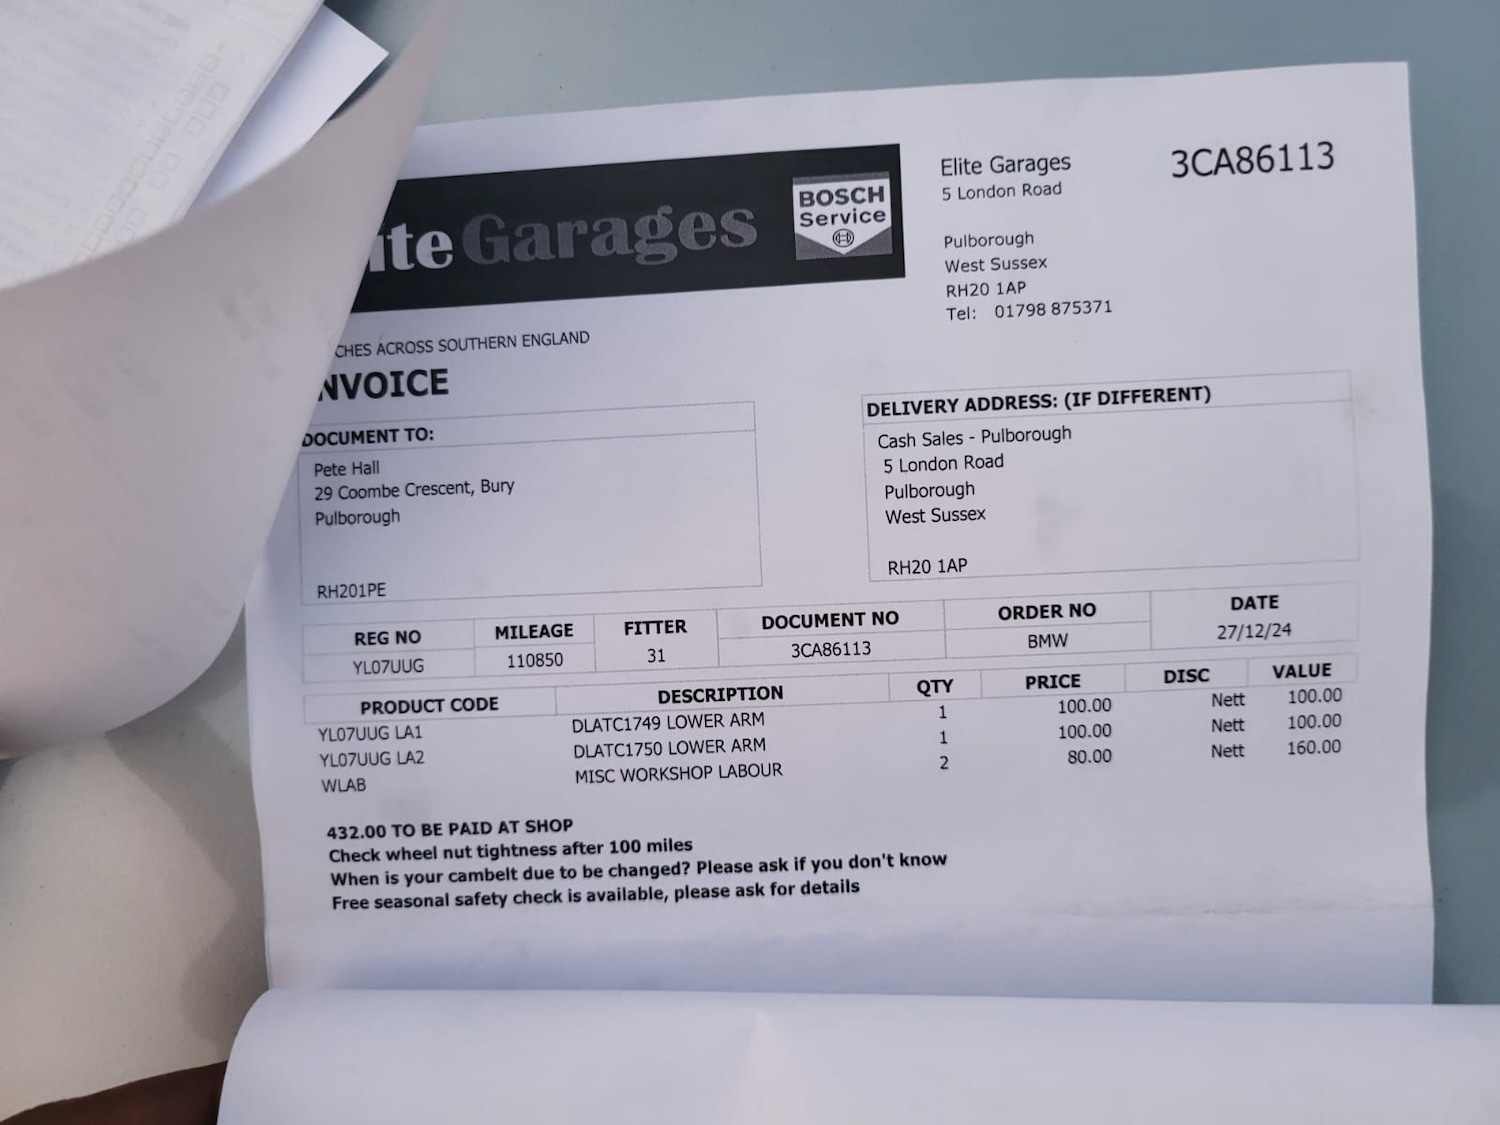 ite Garages
BOSCH
Service
Elite Garages
5 London Road
Pulborough
West Sussex
RH20 1AP
Tel: 01798 875371
3CA86113
CHES ACROSS SOUTHERN ENGLAND
NVOICE
DOCUMENT TO:
Pete Hall
29 Coombe Crescent, Bury
Pulborough
RH201PE
DELIVERY ADDRESS: (IF DIFFERENT)
Cash Sales - Pulborough
5 London Road
Pulborough
West Sussex
RH20 1AP
REG NO MILEAGE FITTER DOCUMENT NO ORDER NO DATE
YL07UUG 110850 31 3CA86113 BMW 27/12/24
PRODUCT CODE DESCRIPTION QTY PRICE DISC VALUE
YL07UUG LA1 DLATC1749 LOWER ARM 1 100.00 Nett 100.00
YL07UUG LA2 DLATC1750 LOWER ARM 1 100.00 Nett 100.00
WLAB MISC WORKSHOP LABOUR 2 80.00 Nett 160.00
432.00 TO BE PAID AT SHOP
Check wheel nut tightness after 100 miles
When is your cambelt due to be changed? Please ask if you don't know
Free seasonal safety check is available, please ask for details